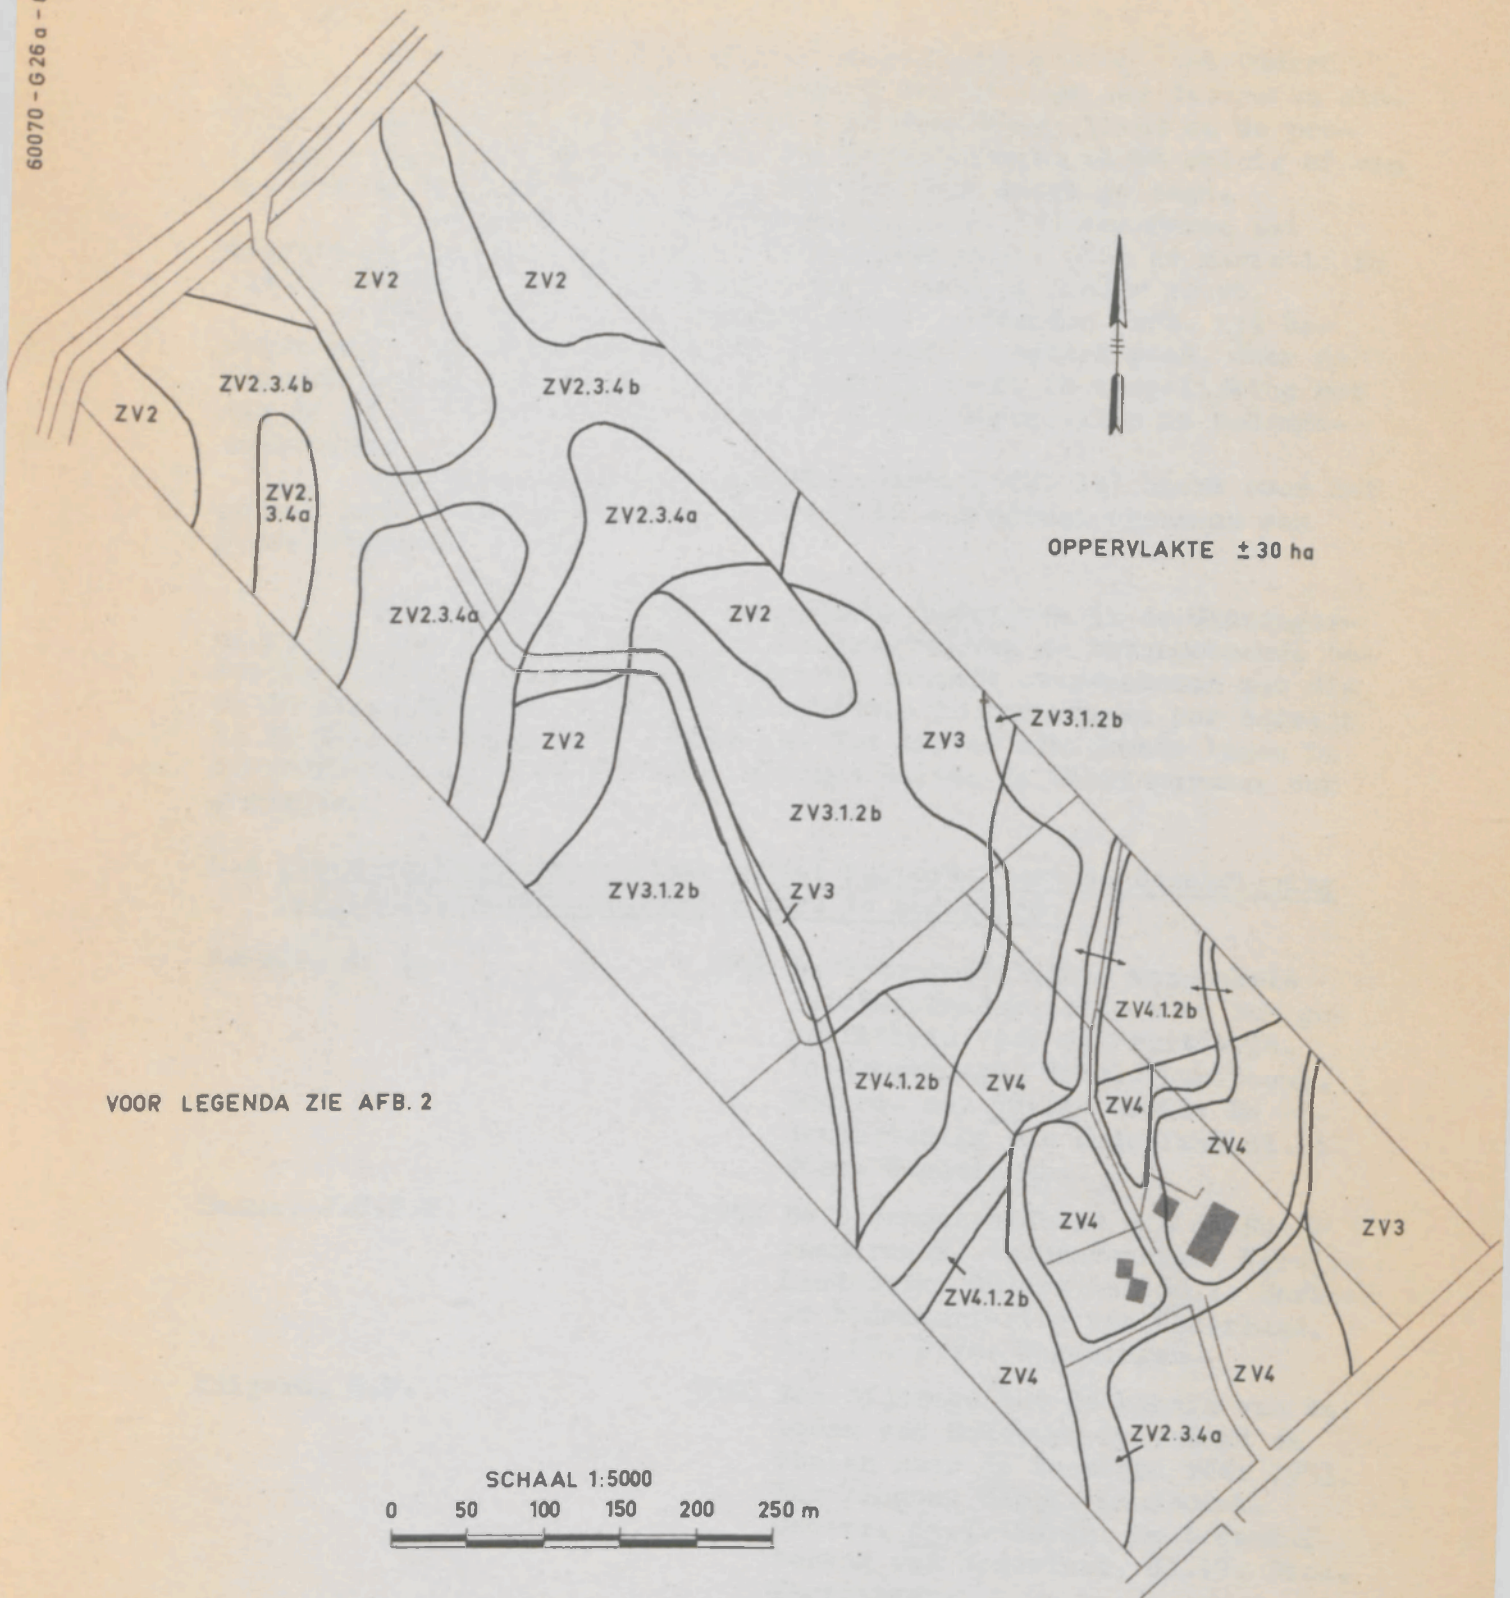 60070-G26a-
ZV2
ZV2
ZV2.3.4b
ZV2.3.4b
ZV2
ZV2.
3.4a
ZV2.3.4a
OPPERVLAKTE ±30 ha
ZV2.3.4a
ZV2
ZV3.1.2b
ZV2
ZV3
ZV3.1.2b
ZV3.1.2b
ZV3
ZV4.1.2b
ZV4.1.2b
ZV4
VOOR LEGENDA ZIE AFB. 2
ZV4
ZV4
ZV4
ZV3
ZV4.1.2b
ZV4
ZV4
ZV2.3.4a
SCHAAL 1:5000
0 50 100 150 200 250 m